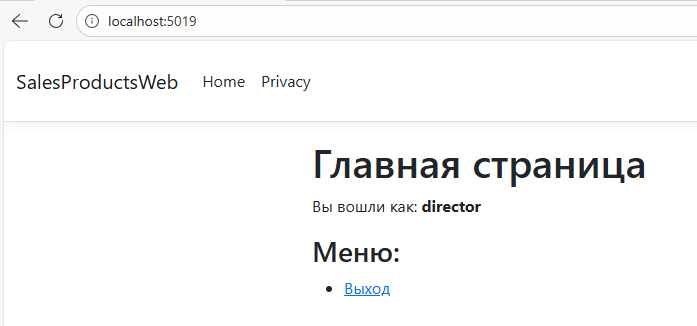 localhost:5019
SalesProductsWeb Home Privacy
Главная страница
Вы вошли как: director
Меню:
Выход